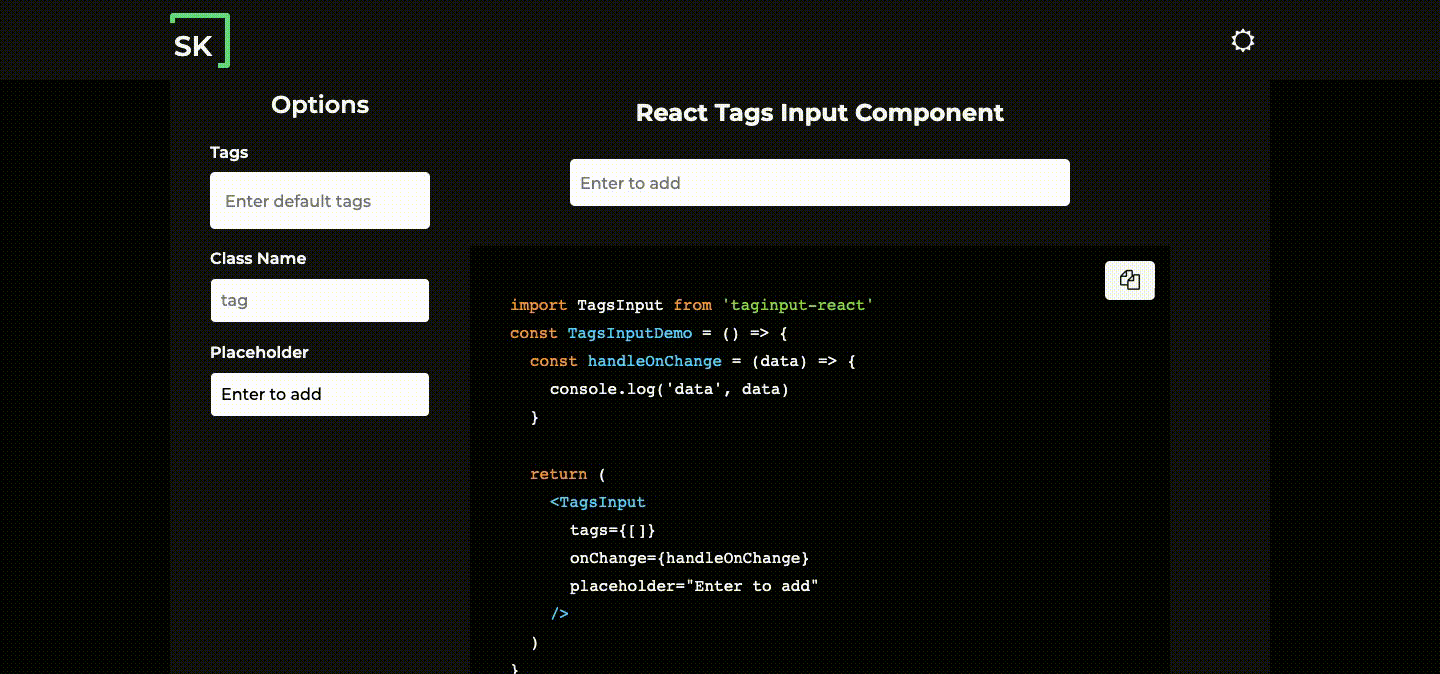 SK
Options
Tags
Enter default tags
Class Name
tag
Placeholder
Enter to add
React Tags Input Component
Enter to add
import TagsInput from 'taginput-react'
const TagsInputDemo = () => {
  const handleOnChange = (data) => {
    console.log('data', data)
  }
  return (
    <TagsInput
      tags={[]}
      onChange={handleOnChange}
      placeholder="Enter to add"
    />
  )
}